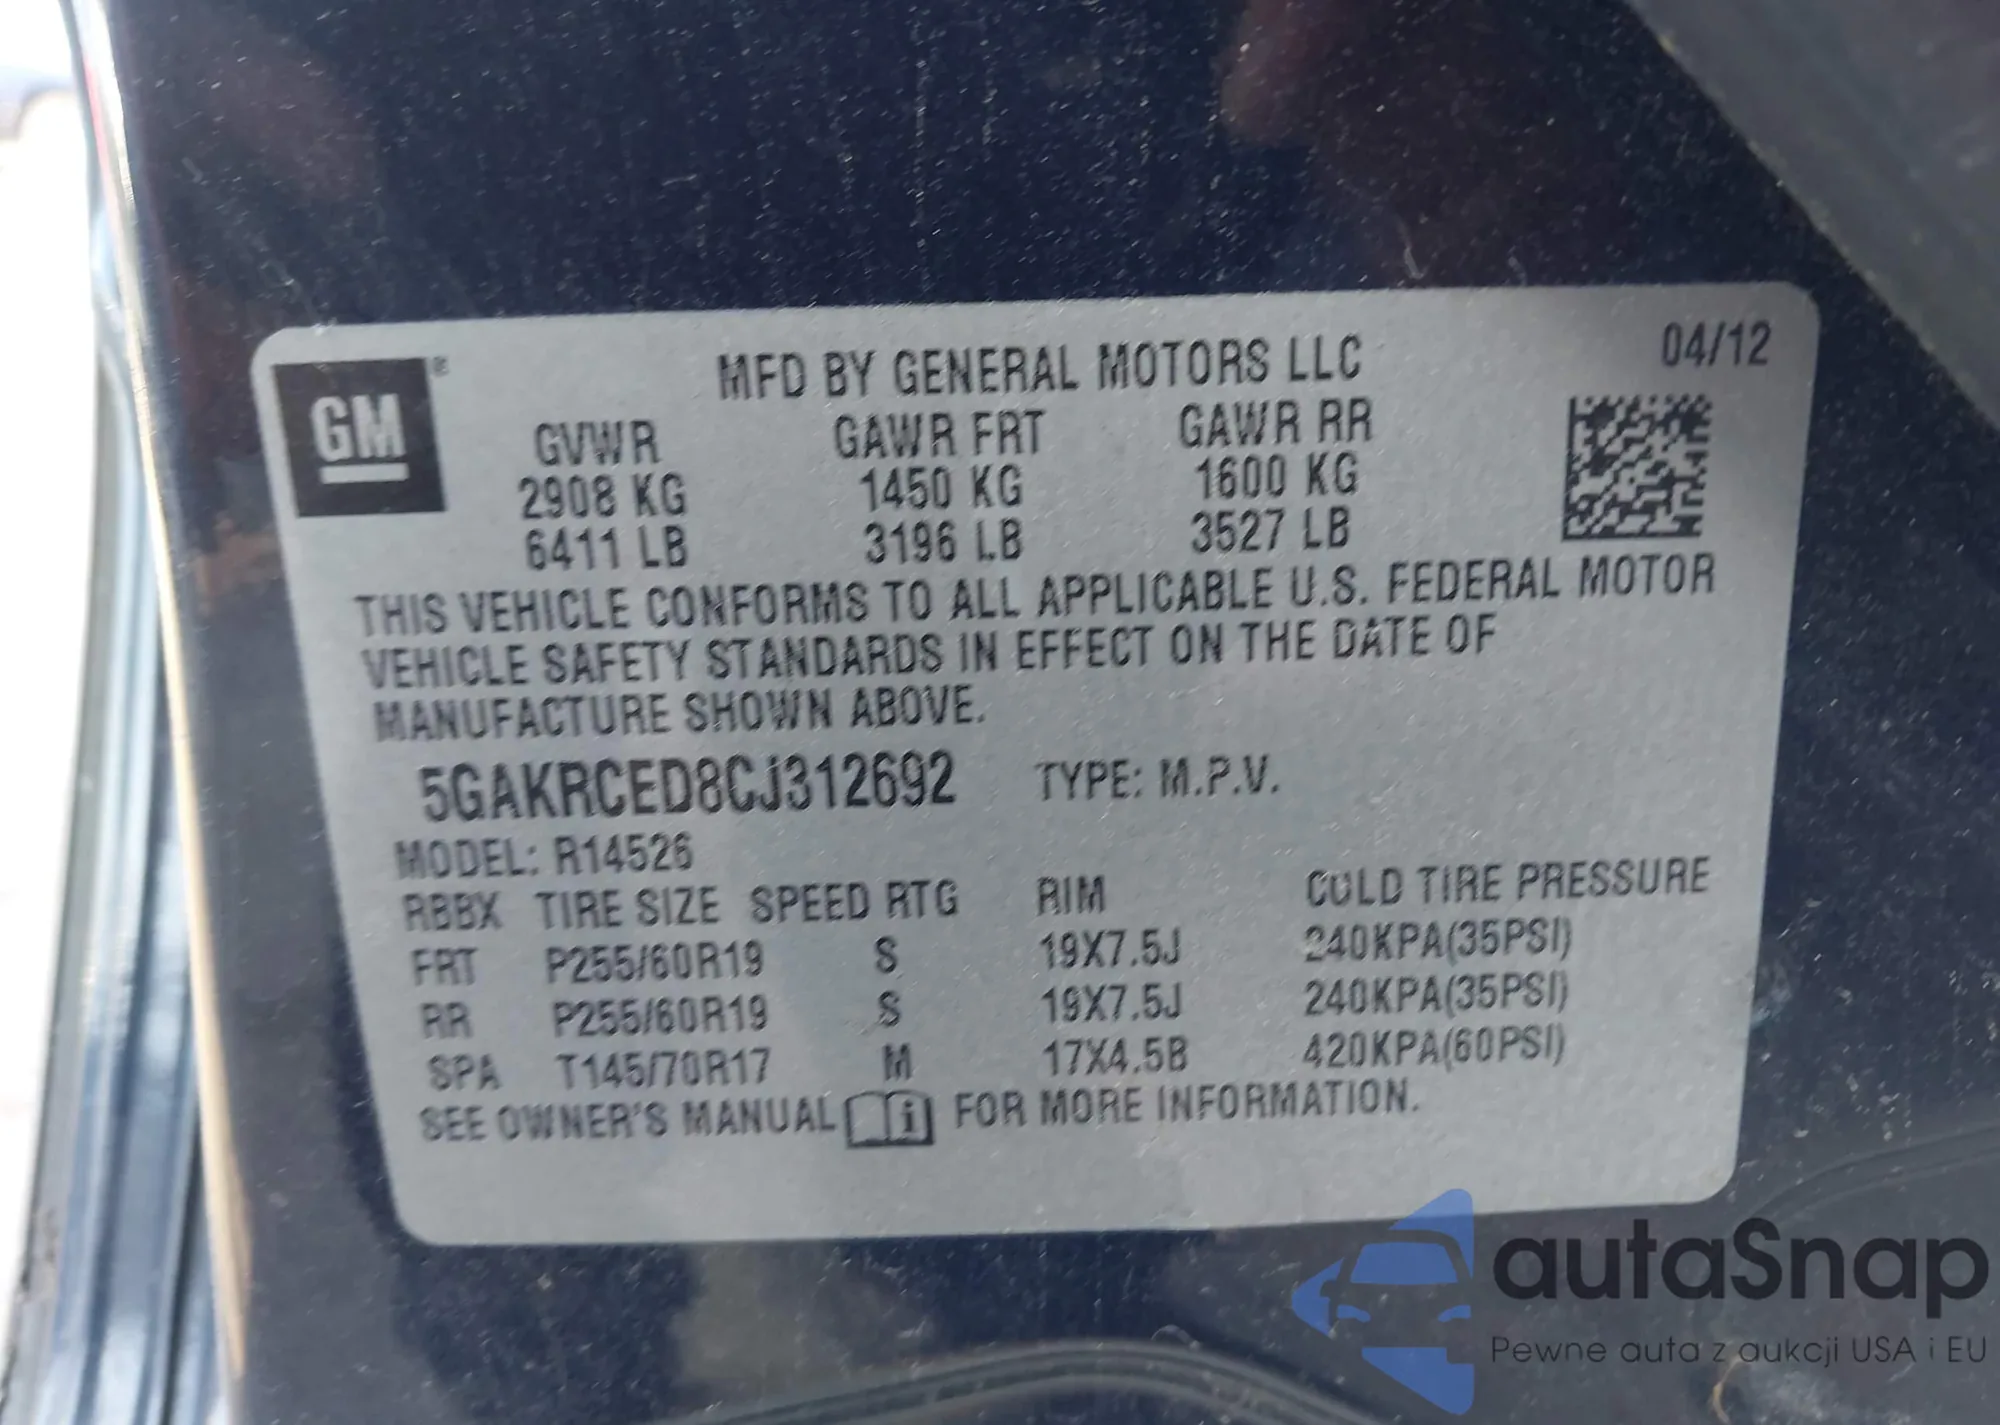 GM®
MFD BY GENERAL MOTORS LLC
04/12
GVWR GAWR FRT GAWR RR
2908 KG 1450 KG 1600 KG
6411 LB 3196 LB 3527 LB
THIS VEHICLE CONFORMS TO ALL APPLICABLE U.S. FEDERAL MOTOR
VEHICLE SAFETY STANDARDS IN EFFECT ON THE DATE OF
MANUFACTURE SHOWN ABOVE.
5GAKRCED8CJ312692 TYPE: M.P.V.
MODEL: R14526
RBBX TIRE SIZE SPEED RTG RIM COLD TIRE PRESSURE
FRT P255/60R19 S 19X7.5J 240KPA(35PSI)
RR P255/60R19 S 19X7.5J 240KPA(35PSI)
SPA T145/70R17 M 17X4.5B 420KPA(60PSI)
SEE OWNER'S MANUAL i FOR MORE INFORMATION.
autaSnap
Pewne auta z aukcji USA i EU